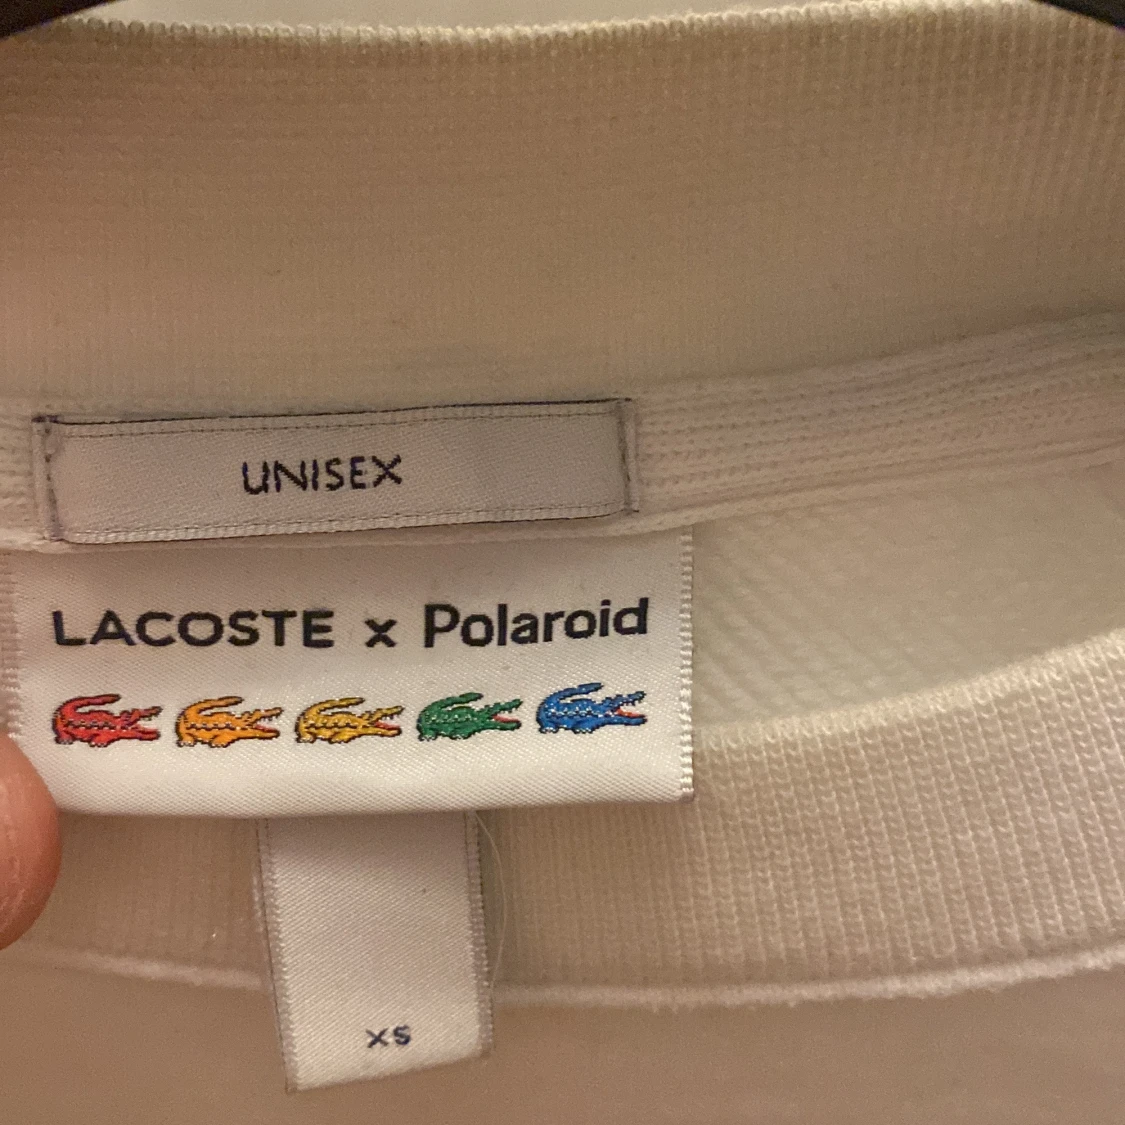 UNISEX
LACOSTE x Polaroid
XS